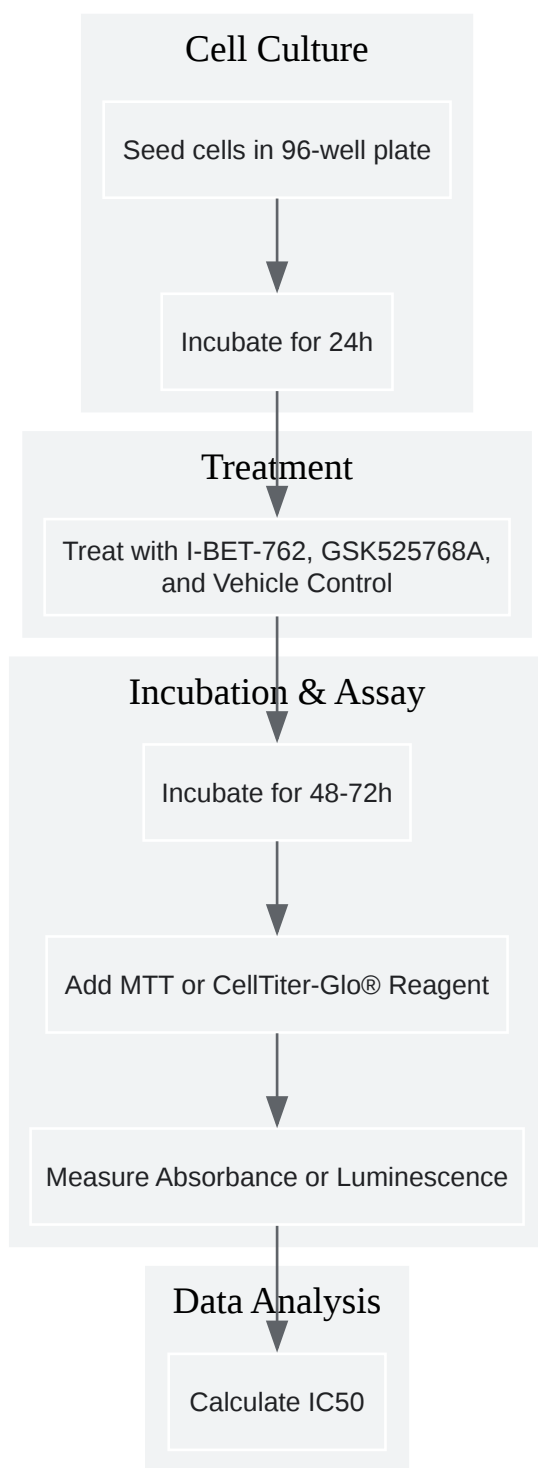 Cell Culture
Seed cells in 96-well plate
Incubate for 24h
Treatment
Treat with I-BET-762, GSK525768A,
and Vehicle Control
Incubation & Assay
Incubate for 48-72h
Add MTT or CellTiter-Glo® Reagent
Measure Absorbance or Luminescence
Data Analysis
Calculate IC50